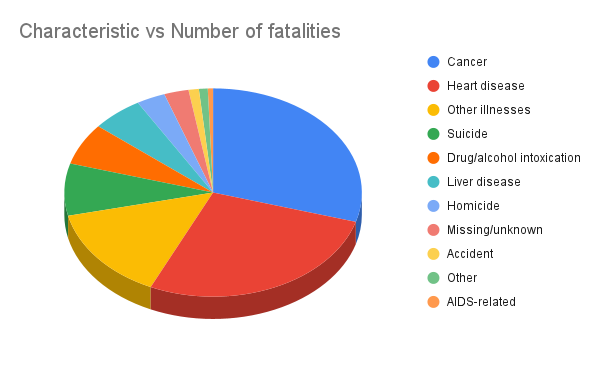 Characteristic vs Number of fatalities
Cancer
Heart disease
Other illnesses
Suicide
Drug/alcohol intoxication
Liver disease
Homicide
Missing/unknown
Accident
Other
AIDS-related